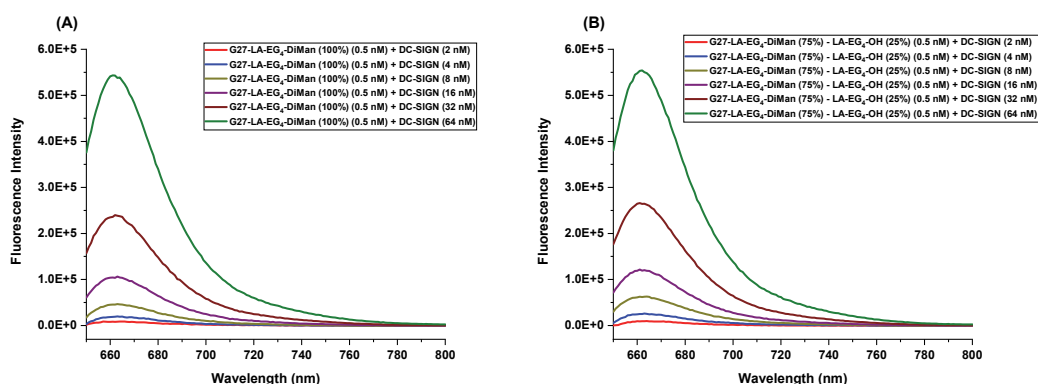 (A)
G27-LA-EG4-DiMan (100%) (0.5 nM) + DC-SIGN (2 nM)
G27-LA-EG4-DiMan (100%) (0.5 nM) + DC-SIGN (4 nM)
G27-LA-EG4-DiMan (100%) (0.5 nM) + DC-SIGN (8 nM)
G27-LA-EG4-DiMan (100%) (0.5 nM) + DC-SIGN (16 nM)
G27-LA-EG4-DiMan (100%) (0.5 nM) + DC-SIGN (32 nM)
G27-LA-EG4-DiMan (100%) (0.5 nM) + DC-SIGN (64 nM)
6.0E+5
5.0E+5
4.0E+5
3.0E+5
2.0E+5
1.0E+5
0.0E+0
Fluorescence Intensity
660 680 700 720 740 760 780 800
Wavelength (nm)
(B)
G27-LA-EG4-DiMan (75%) - LA-EG4-OH (25%) (0.5 nM) + DC-SIGN (2 nM)
G27-LA-EG4-DiMan (75%) - LA-EG4-OH (25%) (0.5 nM) + DC-SIGN (4 nM)
G27-LA-EG4-DiMan (75%) - LA-EG4-OH (25%) (0.5 nM) + DC-SIGN (8 nM)
G27-LA-EG4-DiMan (75%) - LA-EG4-OH (25%) (0.5 nM) + DC-SIGN (16 nM)
G27-LA-EG4-DiMan (75%) - LA-EG4-OH (25%) (0.5 nM) + DC-SIGN (32 nM)
G27-LA-EG4-DiMan (75%) - LA-EG4-OH (25%) (0.5 nM) + DC-SIGN (64 nM)
6.0E+5
5.0E+5
4.0E+5
3.0E+5
2.0E+5
1.0E+5
0.0E+0
Fluorescence Intensity
660 680 700 720 740 760 780 800
Wavelength (nm)